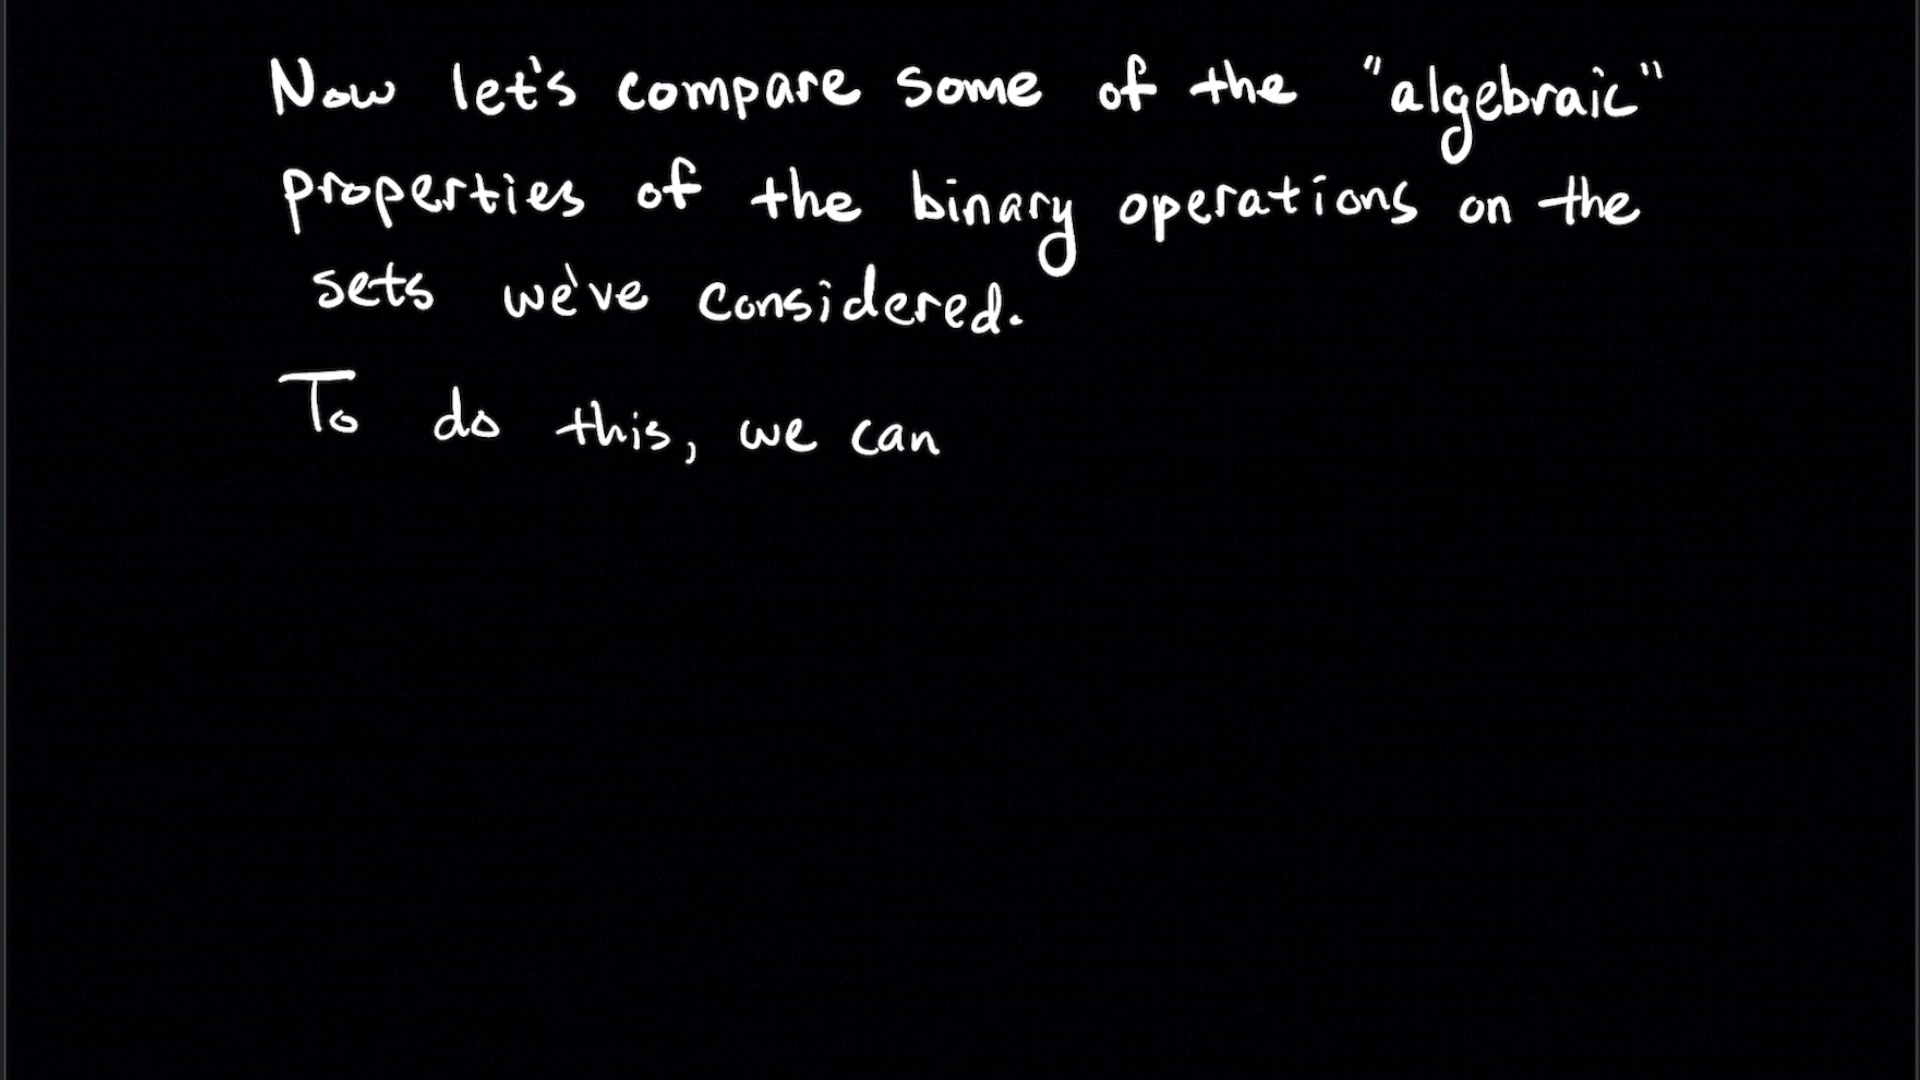 Now let's compare some of the "algebraic"
properties of the binary operations on the
sets we've considered.
To do this, we can